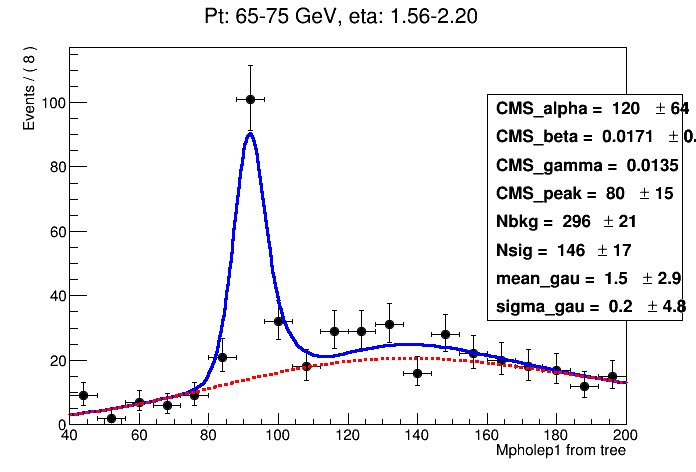 Pt: 65-75 GeV, eta: 1.56-2.20
Events / ( 8 )
100
80
60
40
20
0
CMS_alpha = 120 ± 64
CMS_beta = 0.0171 ± 0.
CMS_gamma = 0.0135
CMS_peak = 80 ± 15
Nbkg = 296 ± 21
Nsig = 146 ± 17
mean_gau = 1.5 ± 2.9
sigma_gau = 0.2 ± 4.8
40 60 80 100 120 140 160 180 200
Mpholep1 from tree